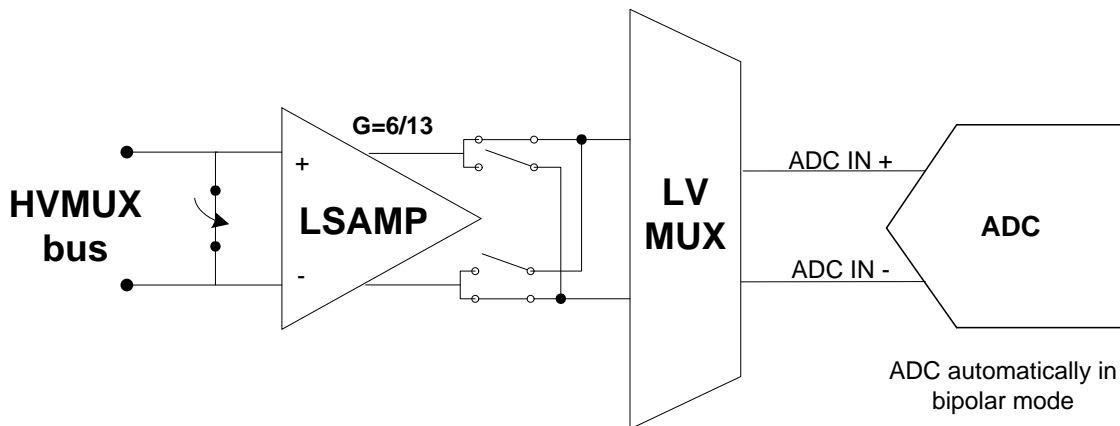 G=6/13
HVMUX
bus
+
LSAMP
-
LV
MUX
ADC IN +
ADC IN -
ADC
ADC automatically in
bipolar mode